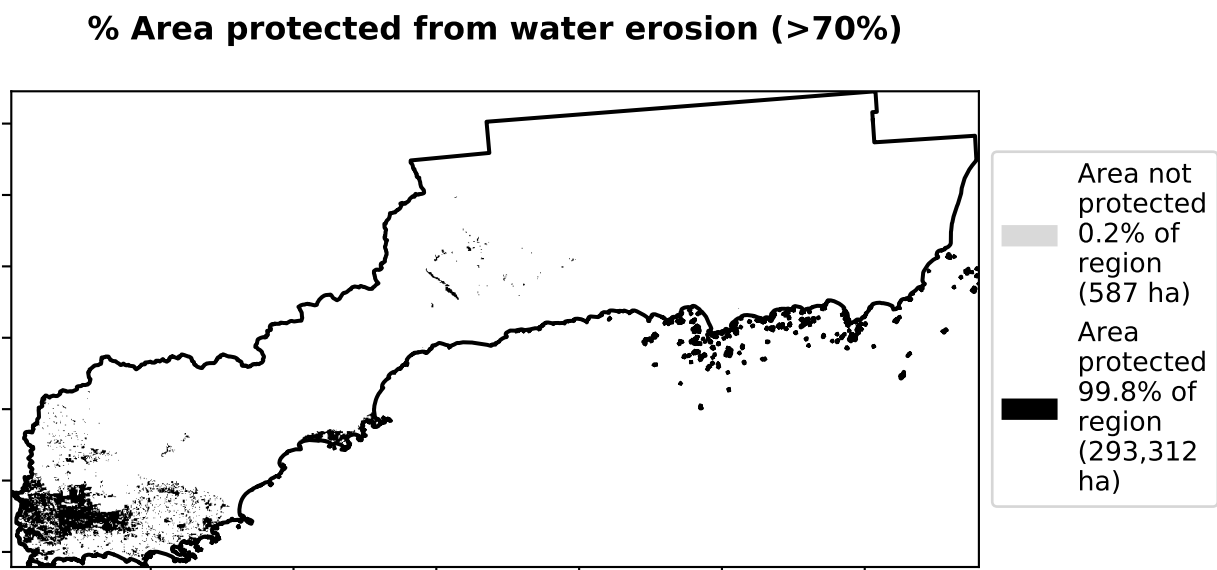 % Area protected from water erosion (>70%)
Area not
protected
0.2% of
region
(587 ha)
Area
protected
99.8% of
region
(293,312
ha)